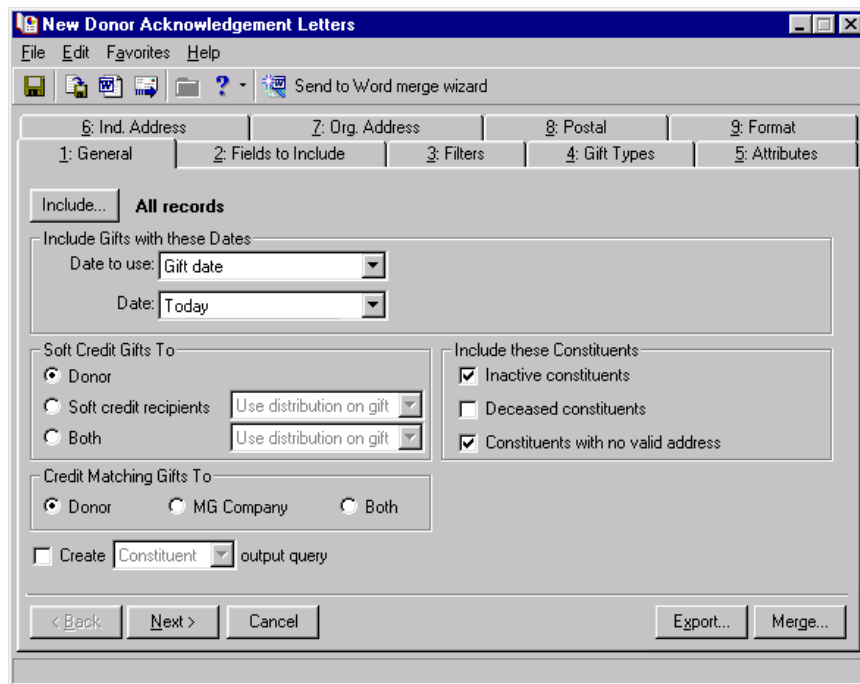 New Donor Acknowledgement Letters
File Edit Favorites Help
? Send to Word merge wizard
6: Ind. Address 7: Org. Address 8: Postal 9: Format
1: General 2: Fields to Include 3: Filters 4: Gift Types 5: Attributes
Include... All records
Include Gifts with these Dates
Date to use: Gift date
Date: Today
Soft Credit Gifts To Include these Constituents
Donor Inactive constituents
Soft credit recipients Use distribution on gift Deceased constituents
Both Use distribution on gift Constituents with no valid address
Credit Matching Gifts To
Donor MG Company Both
Create Constituent output query
< Back Next > Cancel Export... Merge...